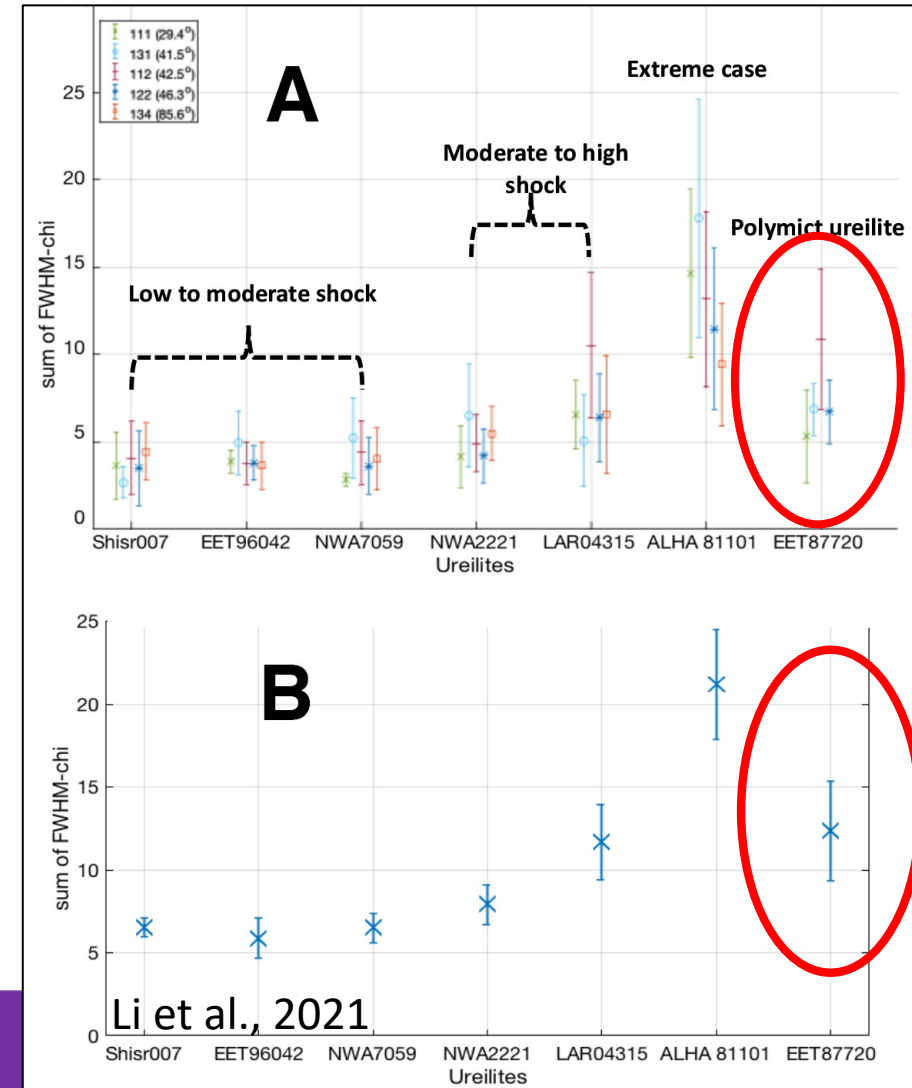 111 (29.4°)
131 (41.5°)
112 (42.5°)
122 (46.3°)
134 (85.6°)
A
Extreme case
Moderate to high
shock
Polymict ureilite
Low to moderate shock
sum of FWHM-chi
25
20
15
10
5
0
Shisr007 EET96042 NWA7059 NWA2221 LAR04315 ALHA 81101 EET87720
Ureilites
B
sum of FWHM-chi
25
20
15
10
5
0
Li et al., 2021
Shisr007 EET96042 NWA7059 NWA2221 LAR04315 ALHA 81101 EET87720
Ureilites